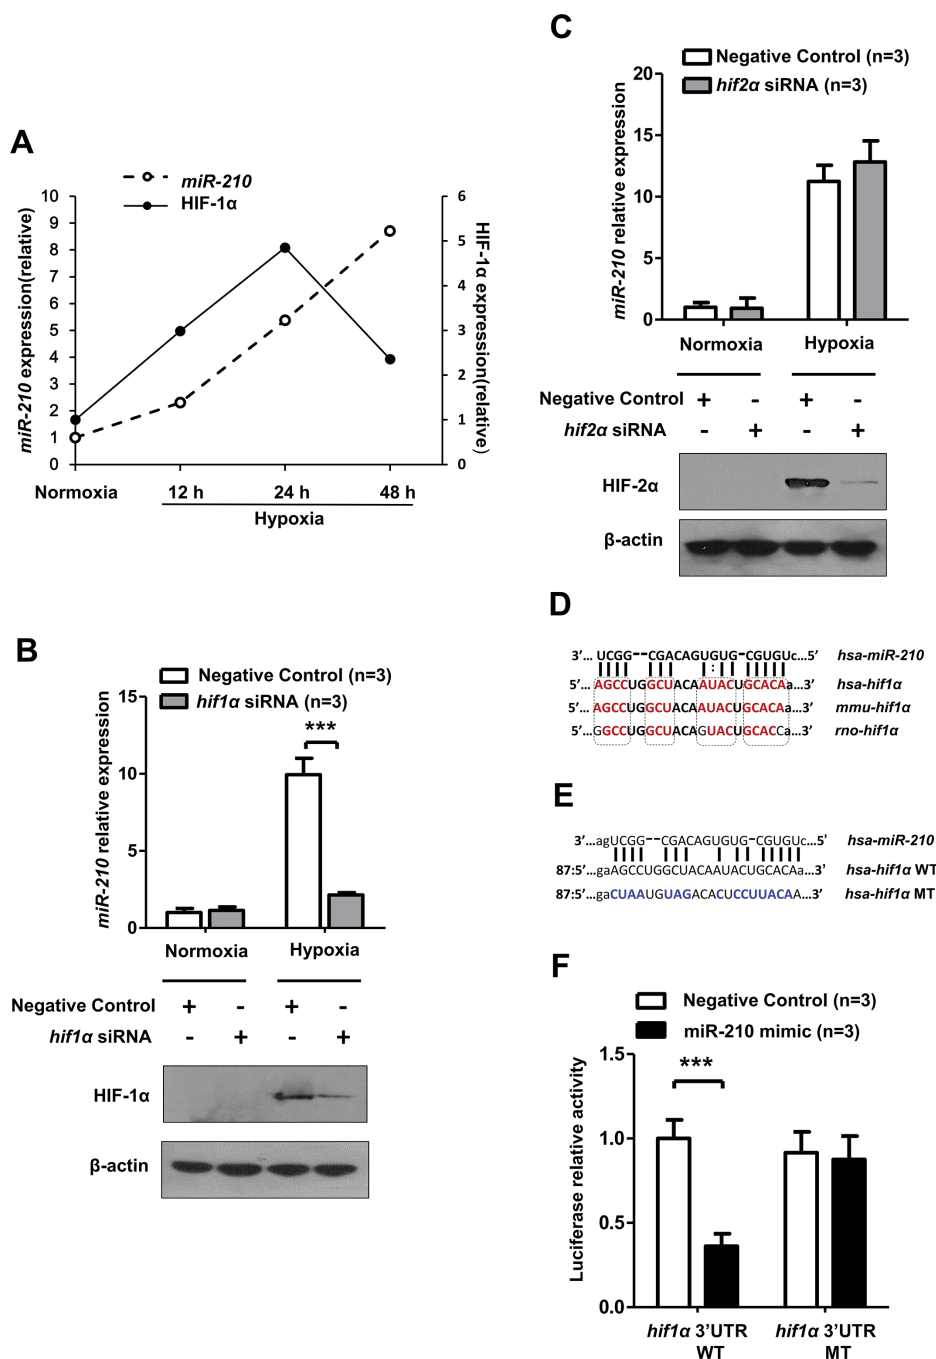 A
miR-210
HIF-1α
miR-210 expression(relative)
10
9
8
7
6
5
4
3
2
1
0
6
5
4
3
2
1
0
HIF-1α expression(relative)
Normoxia 12 h 24 h 48 h
Hypoxia
B
Negative Control (n=3)
hif1α siRNA (n=3)
miR-210 relative expression
15
10
5
0
***
Normoxia Hypoxia
Negative Control + - + -
hif1α siRNA - + - +
HIF-1α
β-actin
C
Negative Control (n=3)
hif2α siRNA (n=3)
miR-210 relative expression
20
15
10
5
0
Normoxia Hypoxia
Negative Control + - + -
hif2α siRNA - + - +
HIF-2α
β-actin
D
3’... UCGG--CGACAGUGUG-CGUGUc...5’ hsa-miR-210
5’... AGCCUGGCUACAAUACUGCACAa...3’ hsa-hif1α
5’... AGCCUGGCUACAAUACUGCACAa...3’ mmu-hif1α
5’... GGCCUGGCUACAGUACUGCACCa...3’ rno-hif1α
E
3’...agUCGG--CGACAGUGUG-CGUGUc...5’ hsa-miR-210
87:5’...gaAGCCUGGCUACAAUACUGCACAa...3’ hsa-hif1α WT
87:5’...gaCUAAUGUAGACACUCCUUACAa...3’ hsa-hif1α MT
F
Negative Control (n=3)
miR-210 mimic (n=3)
Luciferase relative activity
1.5
1.0
0.5
0.0
***
hif1α 3’UTR hif1α 3’UTR
WT MT